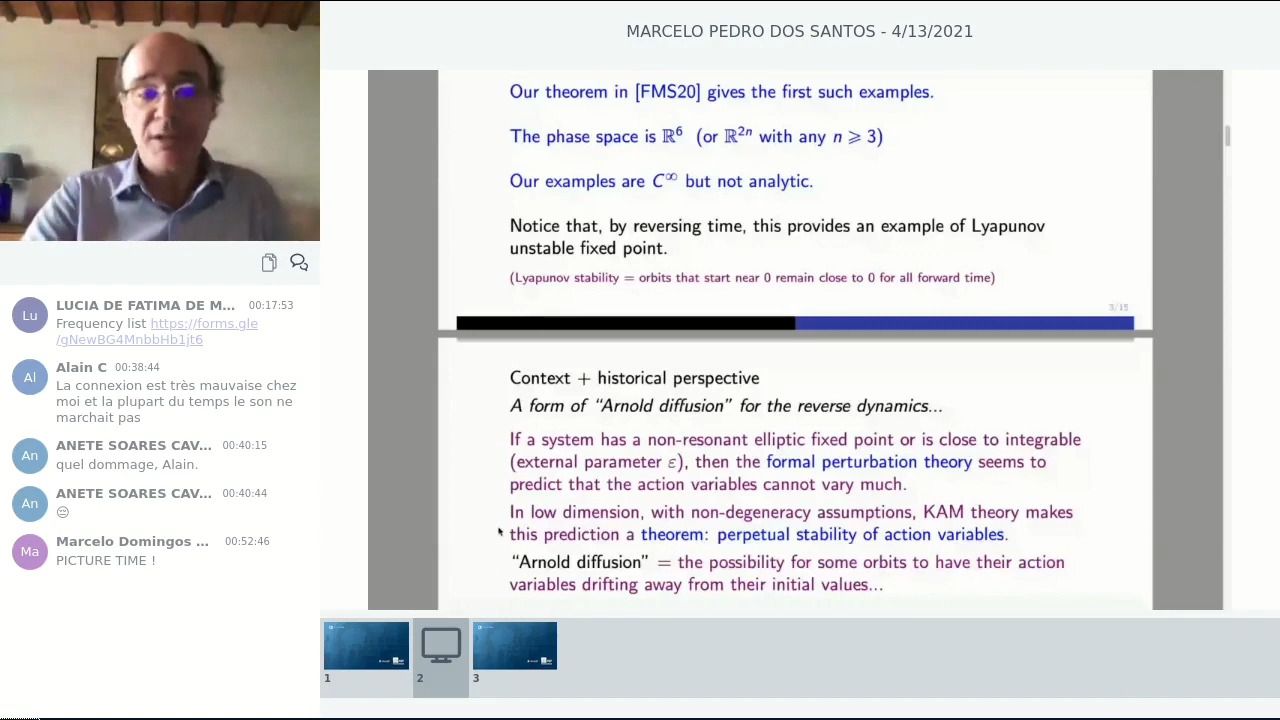 MARCELO PEDRO DOS SANTOS - 4/13/2021
Lu
LUCIA DE FATIMA DE M... 00:17:53
Frequency list https://forms.gle
/gNewBG4MnbbHb1jt6
Al
Alain C 00:38:44
La connexion est très mauvaise chez
moi et la plupart du temps le son ne
marchait pas
An
ANETE SOARES CAV... 00:40:15
quel dommage, Alain.
An
ANETE SOARES CAV... 00:40:44
😔
Ma
Marcelo Domingos ... 00:52:46
PICTURE TIME !
Our theorem in [FMS20] gives the first such examples.
The phase space is ℝ⁶ (or ℝ²ⁿ with any n ⩾ 3)
Our examples are C^∞ but not analytic.
Notice that, by reversing time, this provides an example of Lyapunov
unstable fixed point.
(Lyapunov stability = orbits that start near 0 remain close to 0 for all forward time)
3/15
Context + historical perspective
A form of “Arnold diffusion” for the reverse dynamics...
If a system has a non-resonant elliptic fixed point or is close to integrable
(external parameter ε), then the formal perturbation theory seems to
predict that the action variables cannot vary much.
In low dimension, with non-degeneracy assumptions, KAM theory makes
this prediction a theorem: perpetual stability of action variables.
“Arnold diffusion” = the possibility for some orbits to have their action
variables drifting away from their initial values...
1
2
3